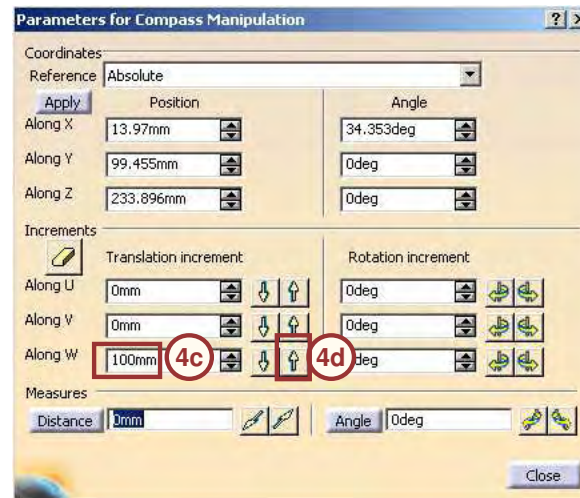 Parameters for Compass Manipulation
Coordinates
Reference Absolute
Apply Position Angle
Along X 13.97mm 34.353deg
Along Y 99.455mm 0deg
Along Z 233.896mm 0deg
Increments
Translation increment Rotation increment
Along U 0mm 0deg
Along V 0mm 0deg
Along W 100mm 4c 4d deg
Measures
Distance 0mm Angle 0deg
Close